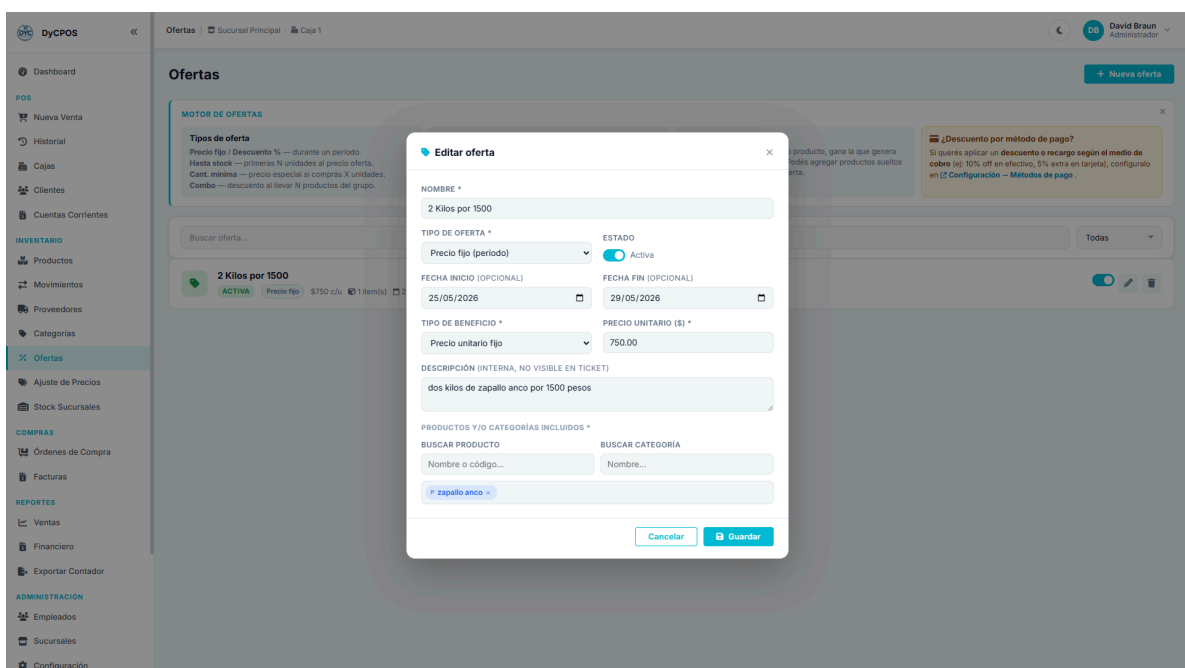 DYC DyCPOS «
Ofertas | Sucursal Principal - Caja 1
DB David Braun
Administrador
Dashboard
POS
Nueva Venta
Historial
Cajas
Clientes
Cuentas Corrientes
INVENTARIO
Productos
Movimientos
Proveedores
Categorías
Ofertas
Ajuste de Precios
Stock Sucursales
COMPRAS
Órdenes de Compra
Facturas
REPORTES
Ventas
Financiero
Exportar Contador
ADMINISTRACIÓN
Empleados
Sucursales
Configuración
Ofertas
+ Nueva oferta
MOTOR DE OFERTAS ×
Tipos de oferta
Precio fijo / Descuento % — durante un período.
Hasta stock — primeras N unidades al precio oferta.
Cant. mínima — precio especial si comprás X unidades.
Combo — descuento al llevar N productos del grupo.
producto, gana la que genera
Podés agregar productos sueltos
¿Descuento por método de pago?
Si querés aplicar un descuento o recargo según el medio de
cobro (ej: 10% off en efectivo, 5% extra en tarjeta), configuralo
en Configuración → Métodos de pago .
Buscar oferta...
Todas
2 Kilos por 1500
ACTIVA Precio fijo $750 c/u 1 item(s) 2
Editar oferta ×
NOMBRE *
2 Kilos por 1500
TIPO DE OFERTA *
Precio fijo (período)
ESTADO
Activa
FECHA INICIO (OPCIONAL)
25/05/2026
FECHA FIN (OPCIONAL)
29/05/2026
TIPO DE BENEFICIO *
Precio unitario fijo
PRECIO UNITARIO ($) *
750.00
DESCRIPCIÓN (INTERNA, NO VISIBLE EN TICKET)
dos kilos de zapallo anco por 1500 pesos
PRODUCTOS Y/O CATEGORÍAS INCLUIDOS *
BUSCAR PRODUCTO
Nombre o código...
BUSCAR CATEGORÍA
Nombre...
P zapallo anco ×
Cancelar
Guardar